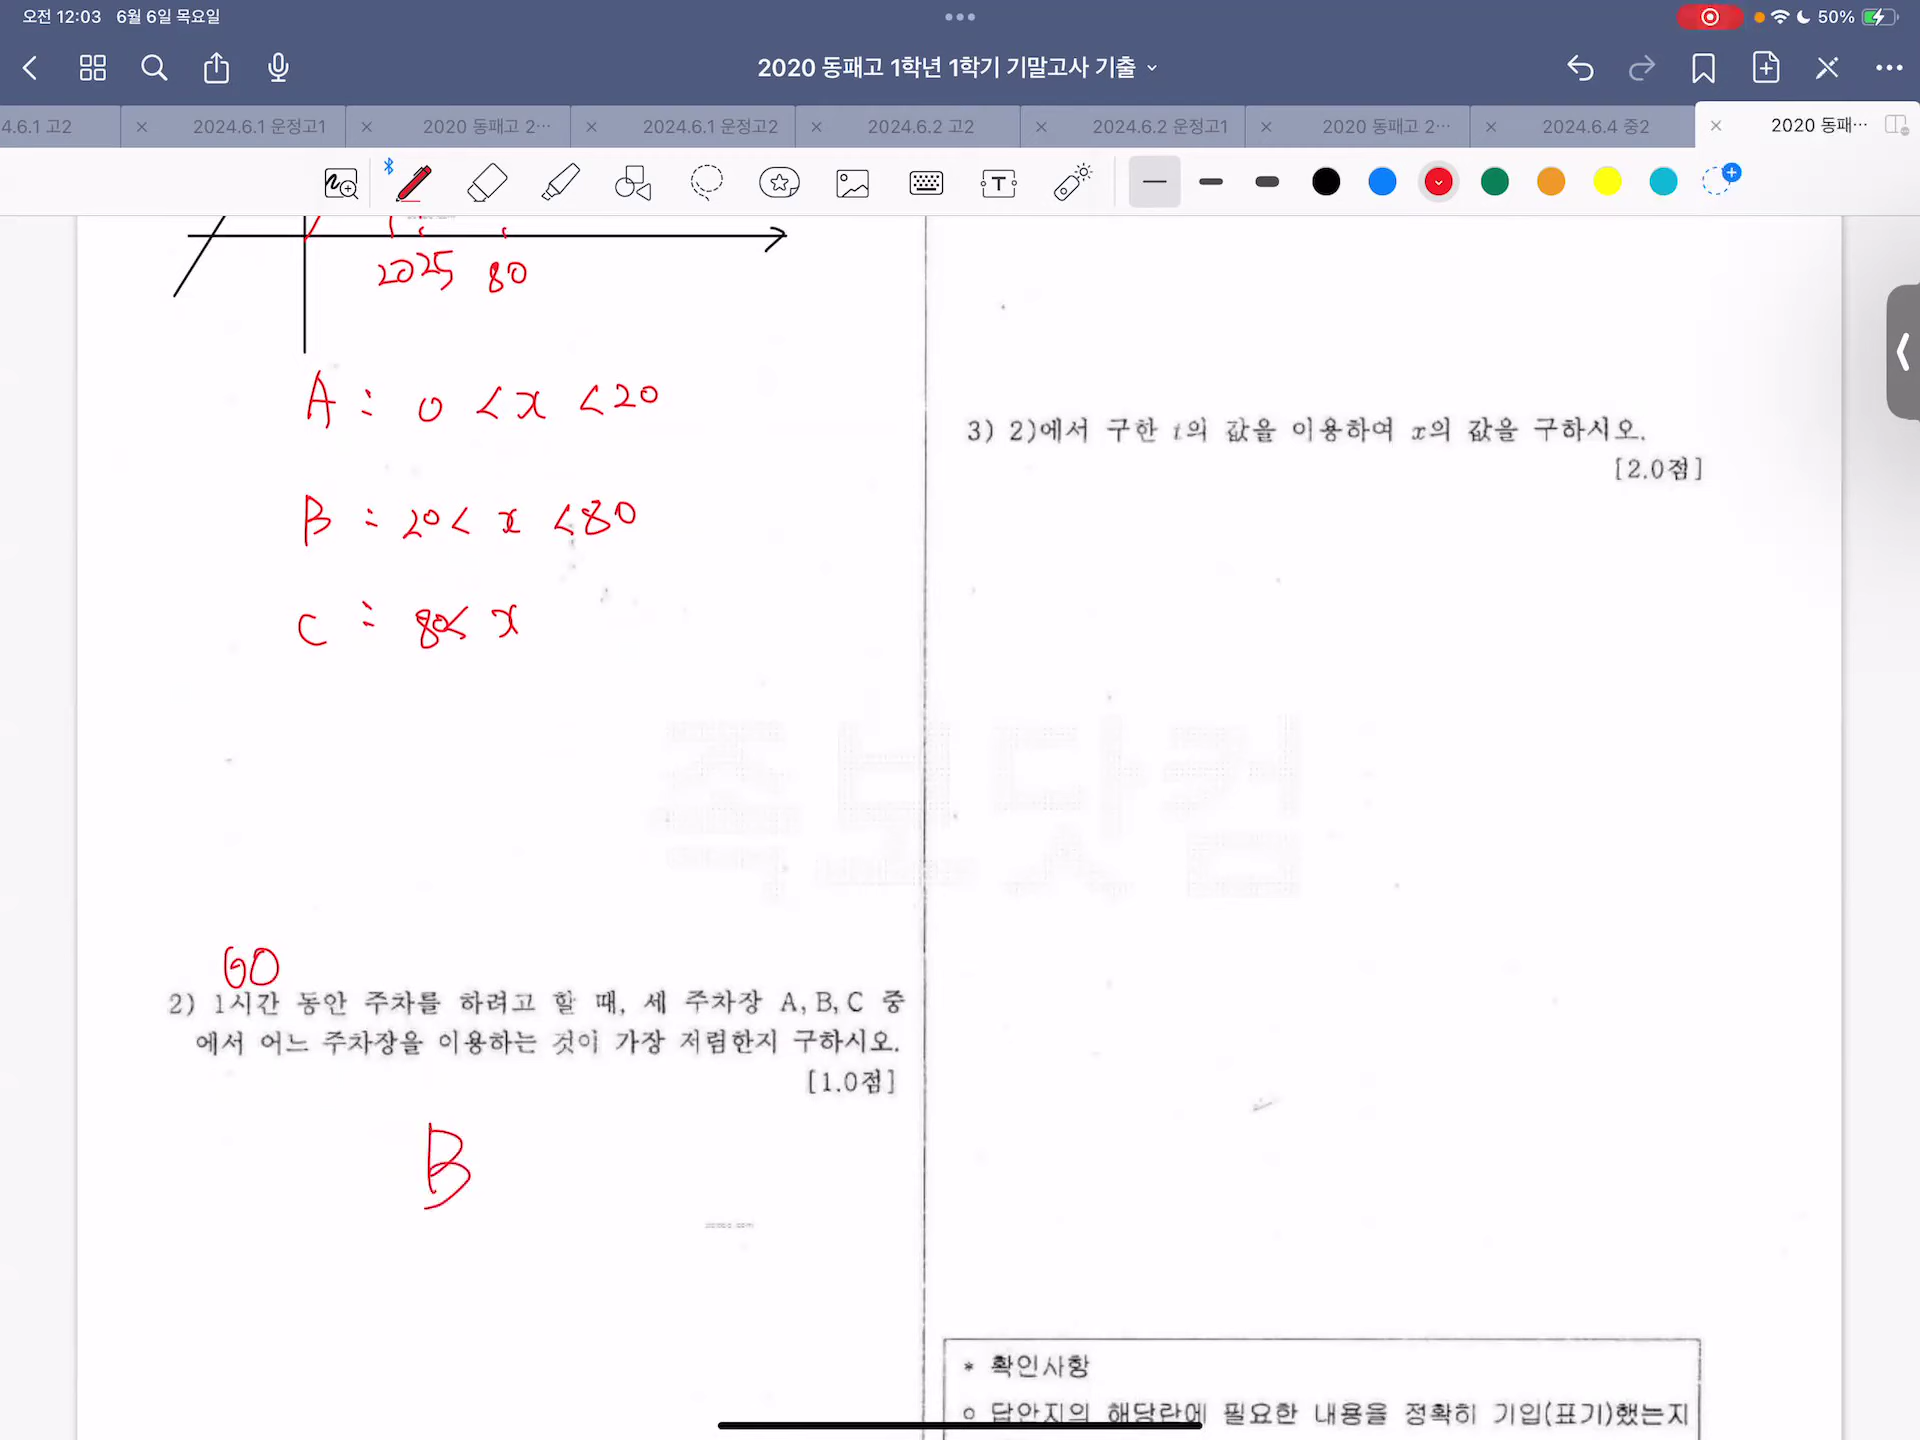 오전 12:03 6월 6일 목요일
50%
2020 동패고 1학년 1학기 기말고사 기출
4.6.1 고2
2024.6.1 운정고1
2020 동패고 2…
2024.6.1 운정고2
2024.6.2 고2
2024.6.2 운정고1
2020 동패고 2…
2024.6.4 중2
2020 동패…
20 25 80
A : 0 < x < 20
B : 20 < x < 80
C : 80 < x
60
2) 1시간 동안 주차를 하려고 할 때, 세 주차장 A, B, C 중
에서 어느 주차장을 이용하는 것이 가장 저렴한지 구하시오.
[1.0점]
B
3) 2)에서 구한 t의 값을 이용하여 x의 값을 구하시오.
[2.0점]
족보닷컴
* 확인사항
○ 답안지의 해당란에 필요한 내용을 정확히 기입(표기)했는지